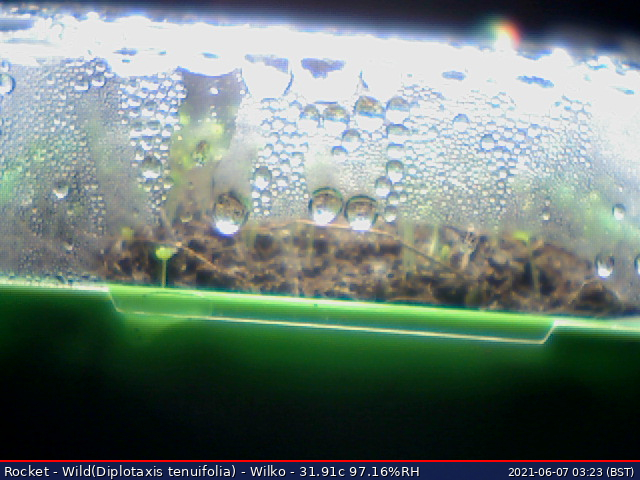 Rocket - Wild(Diplotaxis tenuifolia) - Wilko - 31.91c 97.16%RH 2021-06-07 03:23 (BST)